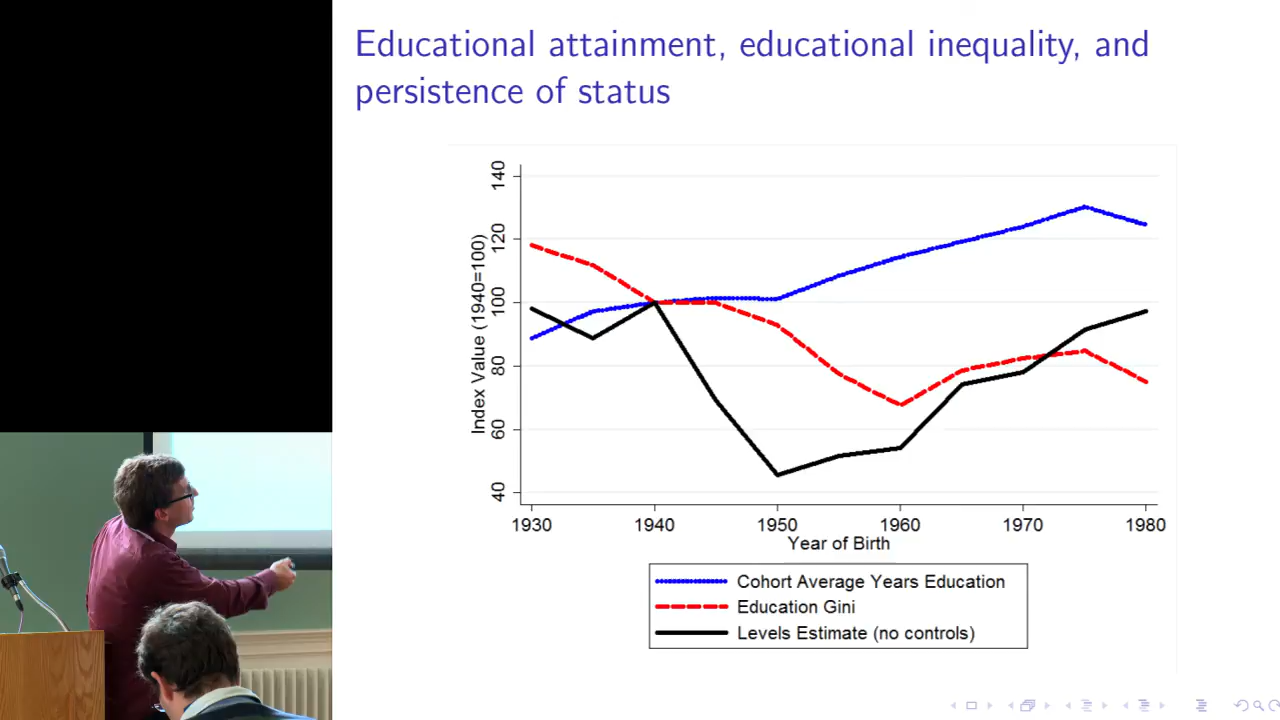 Educational attainment, educational inequality, and
persistence of status
Index Value (1940=100)
140
120
100
80
60
40
1930 1940 1950 1960 1970 1980
Year of Birth
Cohort Average Years Education
Education Gini
Levels Estimate (no controls)